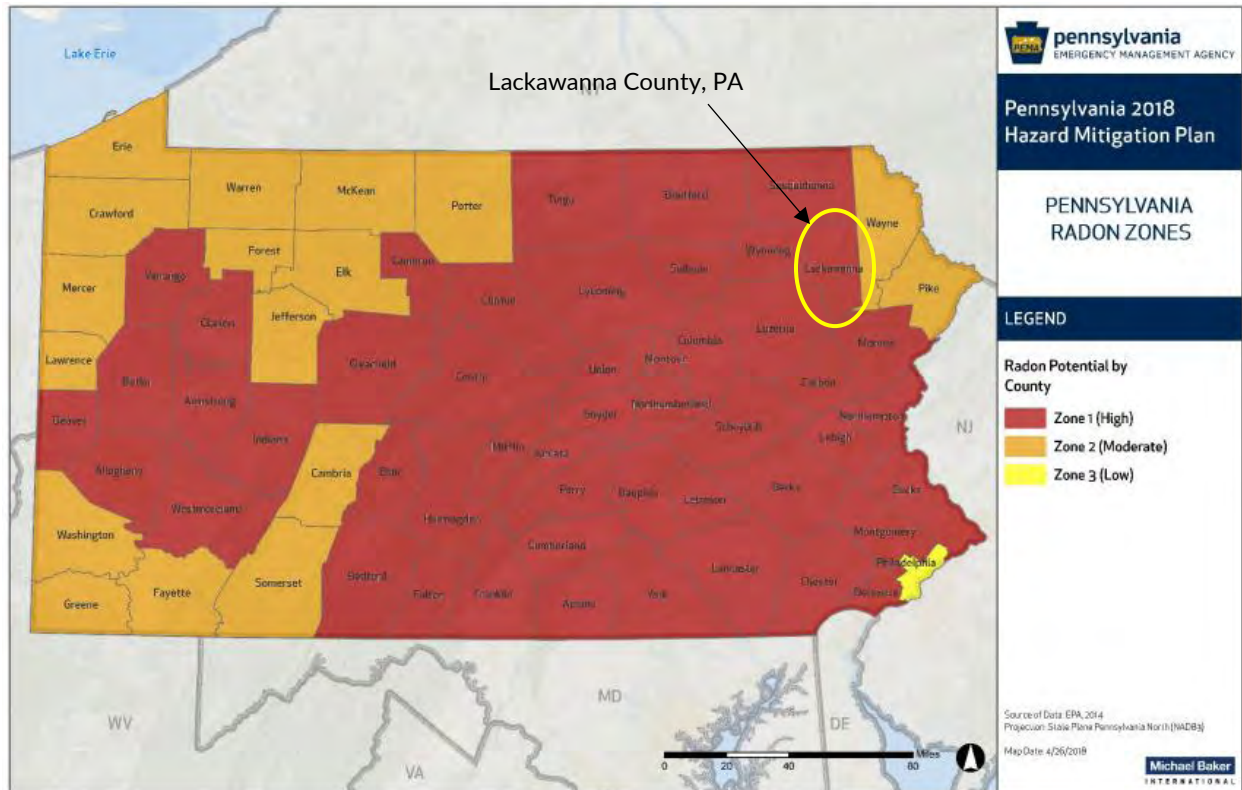 Lake Erie
Lackawanna County, PA
NY
Erie
Warren
McKean
Potter
Tioga
Bradford
Susquehanna
Wayne
Crawford
Forest
Elk
Cameron
Wyoming
Sullivan
Lackawanna
Pike
Mercer
Venango
Clarion
Jefferson
Clinton
Lycoming
Luzerne
Columbia
Monroe
Lawrence
Butler
Clearfield
Centre
Union
Montour
Carbon
Beaver
Armstrong
Indiana
Snyder
Northumberland
Schuylkill
Northampton
Lehigh
NJ
Allegheny
Cambria
Blair
Mifflin
Juniata
Perry
Dauphin
Lebanon
Berks
Bucks
Westmoreland
Huntingdon
Cumberland
Montgomery
Washington
Philadelphia
Greene
Fayette
Somerset
Bedford
Fulton
Franklin
Adams
York
Lancaster
Chester
Delaware
WV
VA
MD
DE
Miles
0 20 40 80
PEMA
pennsylvania
EMERGENCY MANAGEMENT AGENCY
Pennsylvania 2018
Hazard Mitigation Plan
PENNSYLVANIA
RADON ZONES
LEGEND
Radon Potential by
County
Zone 1 (High)
Zone 2 (Moderate)
Zone 3 (Low)
Source of Data: EPA, 2014
Projection: State Plane Pennsylvania North (NAD83)
Map Date: 4/26/2018
Michael Baker
INTERNATIONAL